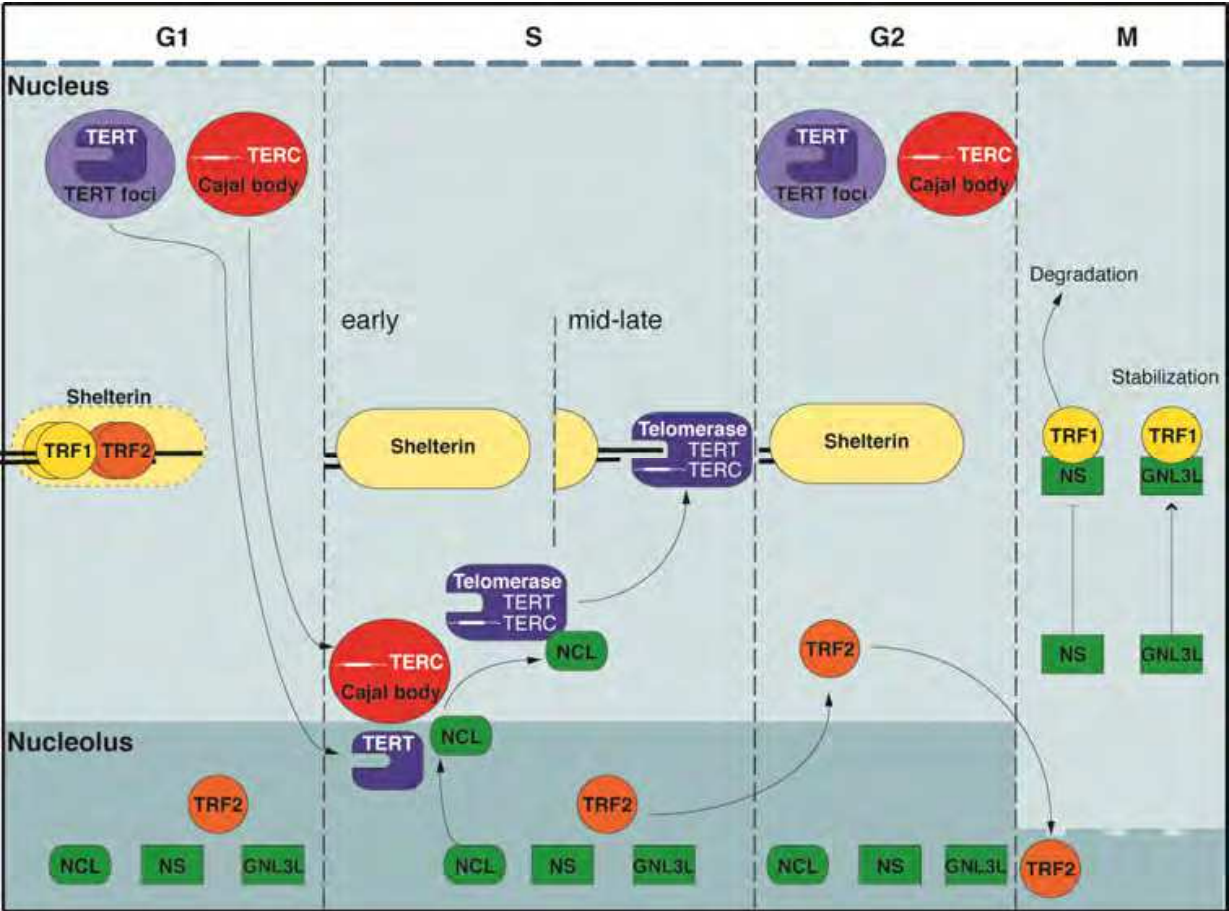 G1
S
G2
M
Nucleus
TERT
TERT foci
TERC
Cajal body
TERT
TERT foci
TERC
Cajal body
Degradation
early
mid-late
Stabilization
Shelterin
TRF1
TRF2
Shelterin
Telomerase
TERT
TERC
Shelterin
TRF1
NS
TRF1
GNL3L
Telomerase
TERT
TERC
NCL
TERC
Cajal body
TRF2
NS
GNL3L
Nucleolus
TERT
NCL
TRF2
TRF2
NCL
NS
GNL3L
NCL
NS
GNL3L
NCL
NS
GNL3L
TRF2